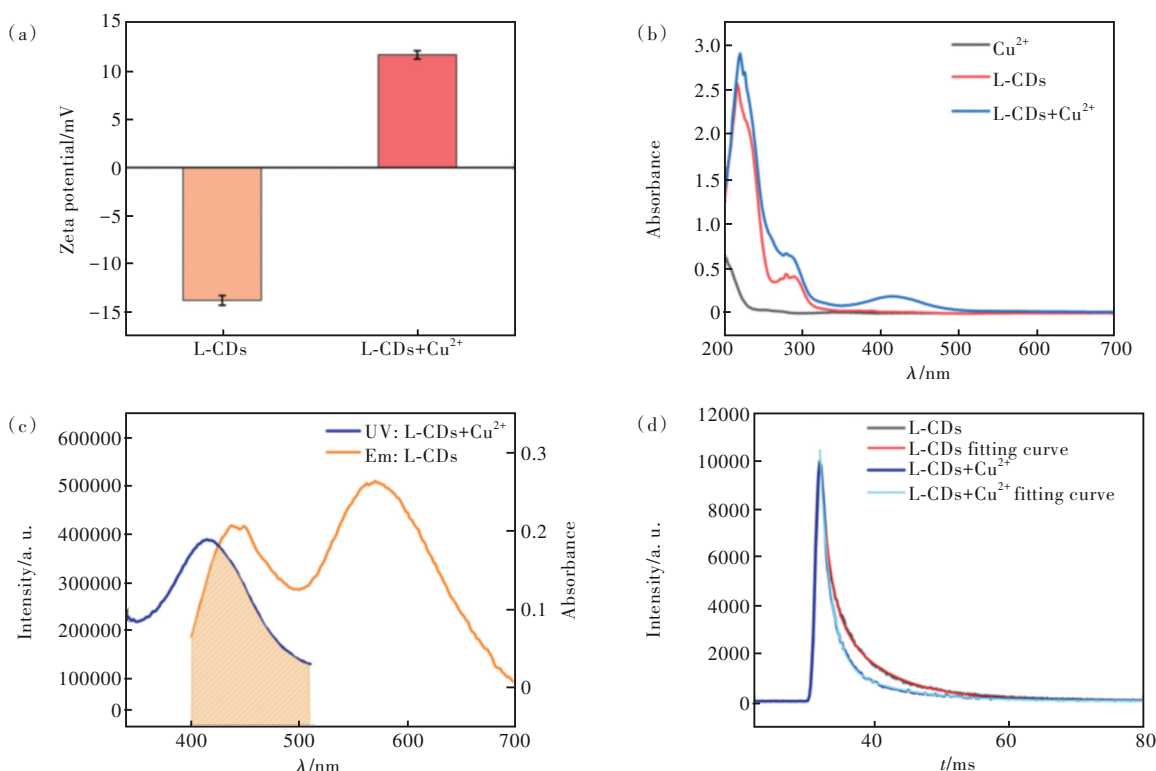 (a)
15
10
5
0
−5
−10
−15
Zeta potential/mV
L-CDs
L-CDs+Cu²⁺
(b)
3.0
2.5
2.0
1.5
1.0
0.5
0
Absorbance
Cu²⁺
L-CDs
L-CDs+Cu²⁺
200
300
400
500
600
700
λ/nm
(c)
600000
500000
400000
300000
200000
100000
0
Intensity/a. u.
UV: L-CDs+Cu²⁺
Em: L-CDs
0.3
0.2
0.1
0
Absorbance
400
500
600
700
λ/nm
(d)
12000
10000
8000
6000
4000
2000
0
Intensity/a. u.
L-CDs
L-CDs fitting curve
L-CDs+Cu²⁺
L-CDs+Cu²⁺ fitting curve
40
60
80
t/ms